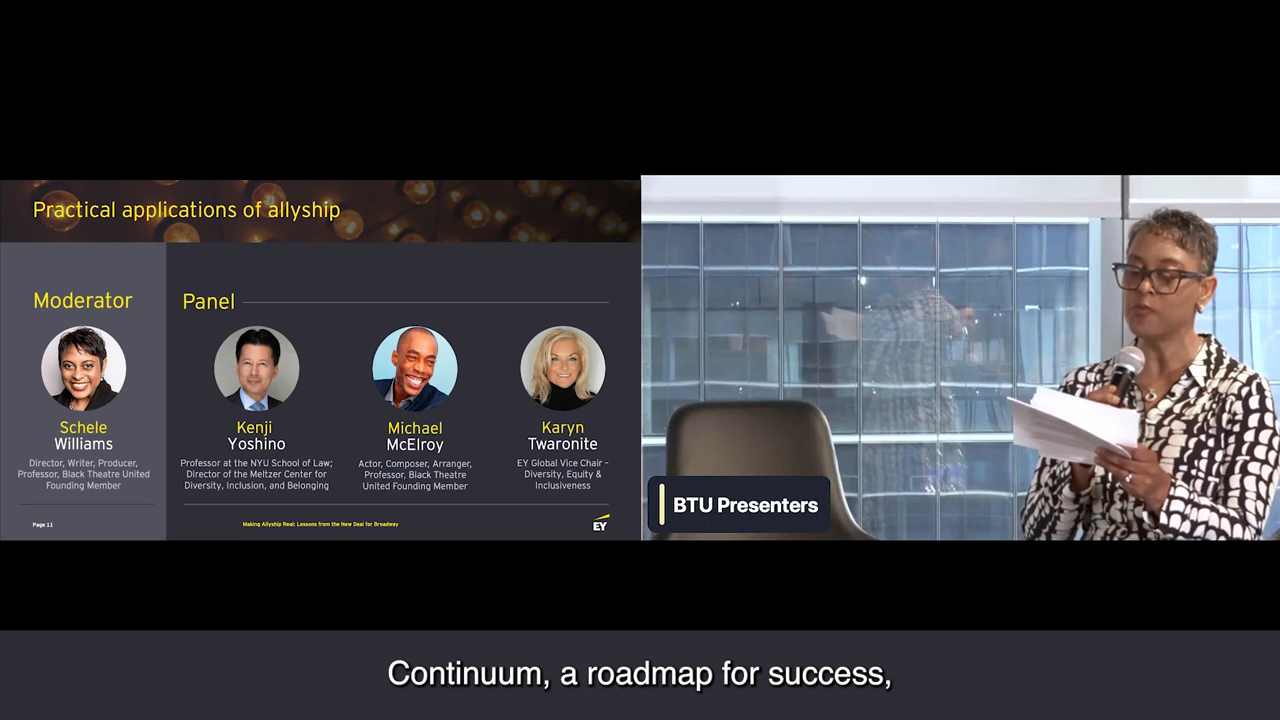 Practical applications of allyship
Moderator
Panel
Schele
Williams
Director, Writer, Producer,
Professor, Black Theatre United
Founding Member
Kenji
Yoshino
Professor at the NYU School of Law;
Director of the Meltzer Center for
Diversity, Inclusion, and Belonging
Michael
McElroy
Actor, Composer, Arranger,
Professor, Black Theatre
United Founding Member
Karyn
Twaronite
EY Global Vice Chair –
Diversity, Equity &
Inclusiveness
Page 11
Making Allyship Real: Lessons from the New Deal for Broadway
EY
BTU Presenters
Continuum, a roadmap for success,